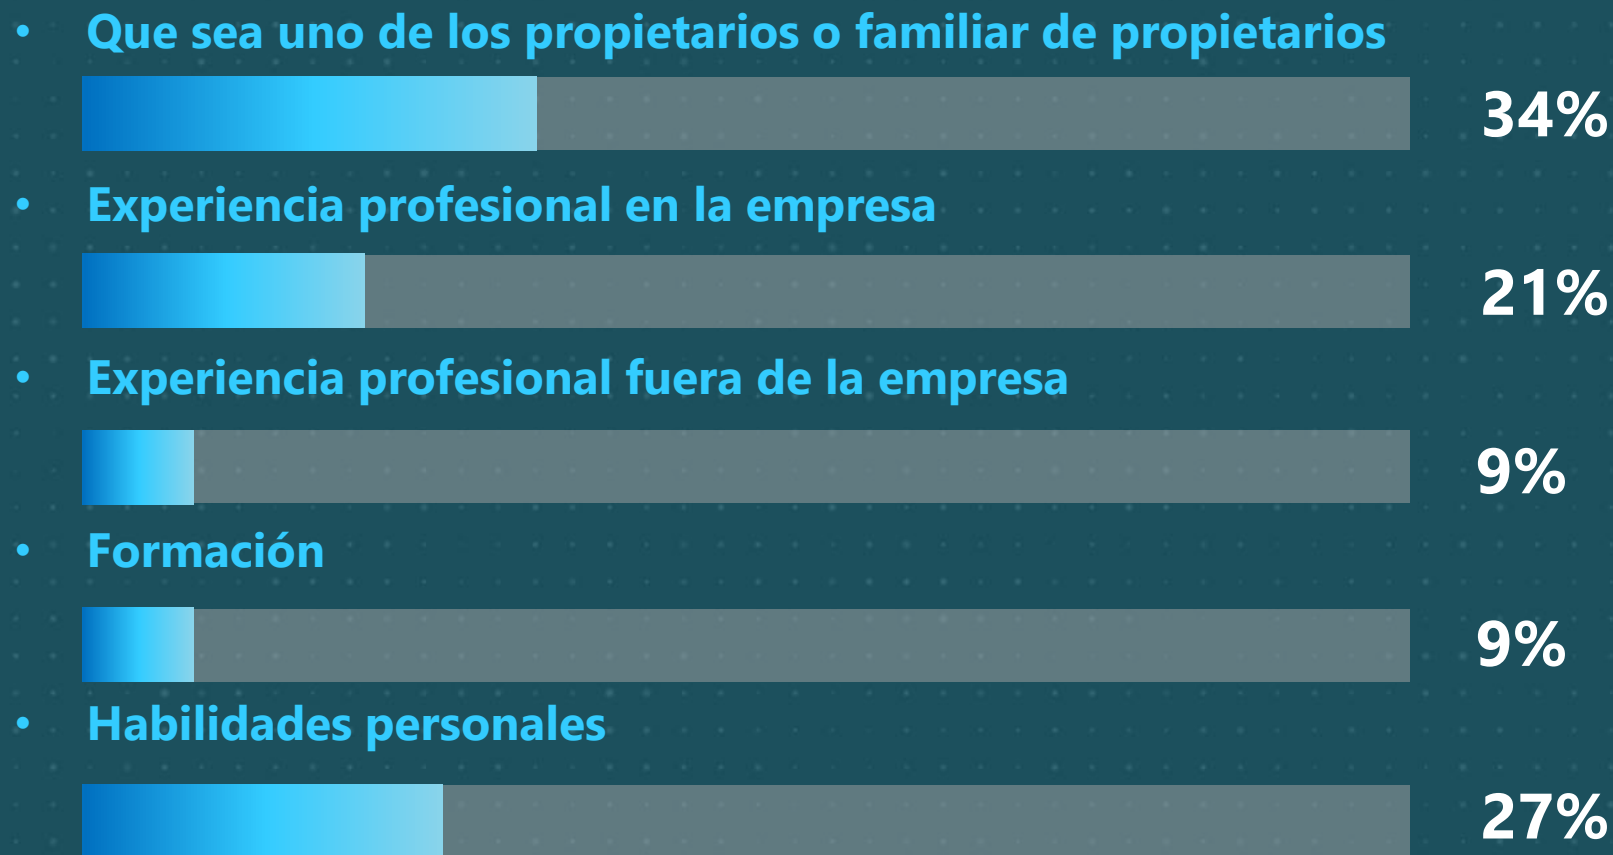 • Que sea uno de los propietarios o familiar de propietarios
34%
• Experiencia profesional en la empresa
21%
• Experiencia profesional fuera de la empresa
9%
• Formación
9%
• Habilidades personales
27%